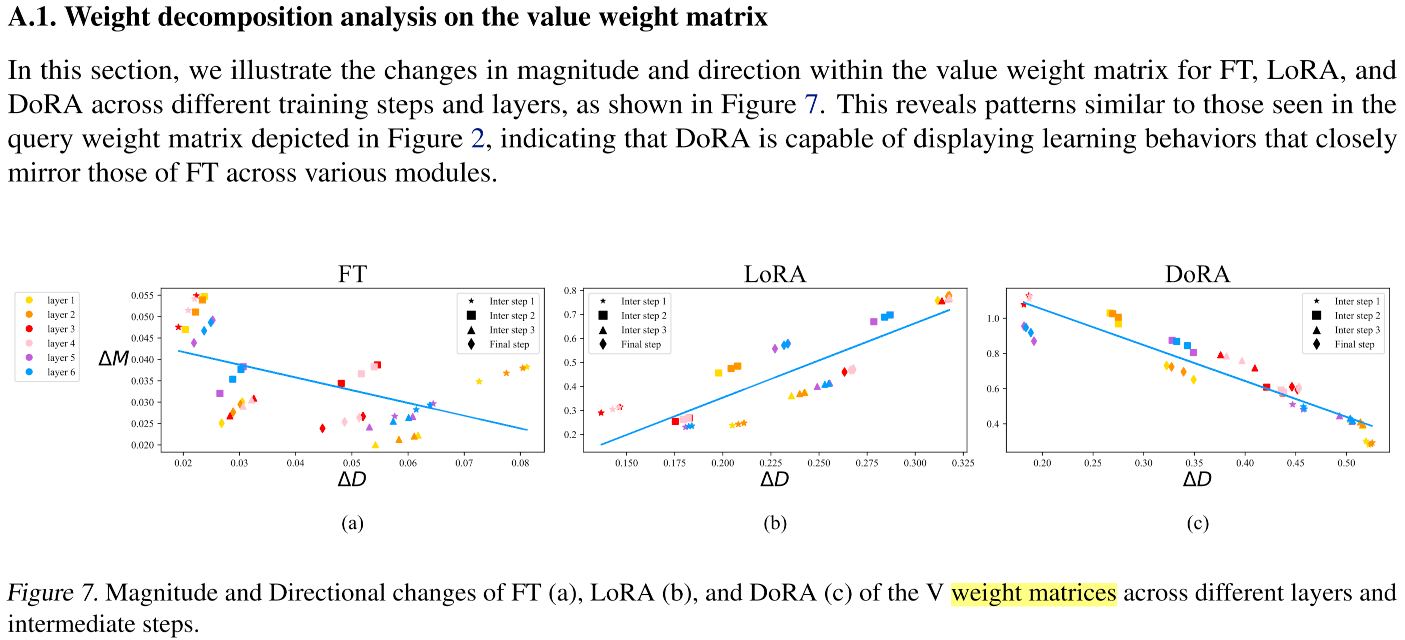 A.1. Weight decomposition analysis on the value weight matrix
In this section, we illustrate the changes in magnitude and direction within the value weight matrix for FT, LoRA, and
DoRA across different training steps and layers, as shown in Figure 7. This reveals patterns similar to those seen in the
query weight matrix depicted in Figure 2, indicating that DoRA is capable of displaying learning behaviors that closely
mirror those of FT across various modules.
FT
layer 1
layer 2
layer 3
layer 4
layer 5
layer 6
ΔM
0.055
0.050
0.045
0.040
0.035
0.030
0.025
0.020
Inter step 1
Inter step 2
Inter step 3
Final step
0.02 0.03 0.04 0.05 0.06 0.07 0.08
ΔD
(a)
LoRA
0.8
0.7
0.6
0.5
0.4
0.3
0.2
Inter step 1
Inter step 2
Inter step 3
Final step
0.150 0.175 0.200 0.225 0.250 0.275 0.300 0.325
ΔD
(b)
DoRA
1.0
0.8
0.6
0.4
Inter step 1
Inter step 2
Inter step 3
Final step
0.20 0.25 0.30 0.35 0.40 0.45 0.50
ΔD
(c)
Figure 7. Magnitude and Directional changes of FT (a), LoRA (b), and DoRA (c) of the V weight matrices across different layers and
intermediate steps.